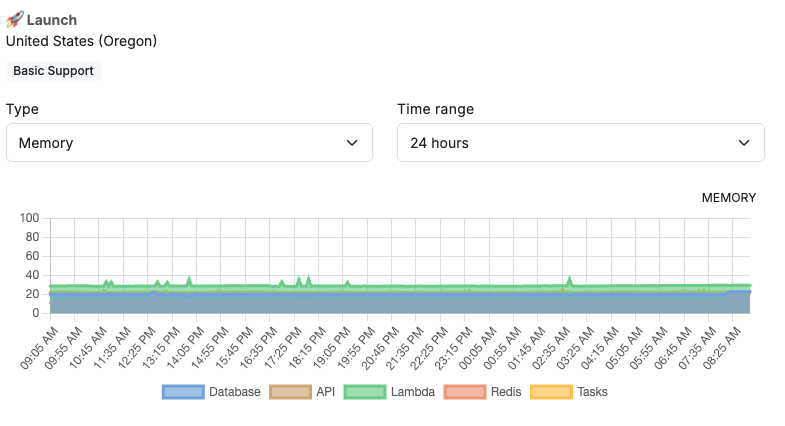 🚀 Launch
United States (Oregon)
Basic Support
Type
Time range
Memory
24 hours
MEMORY
100
80
60
40
20
0
09:05 AM
09:55 AM
10:45 AM
11:35 AM
12:25 PM
13:15 PM
14:05 PM
14:55 PM
15:45 PM
16:35 PM
17:25 PM
18:15 PM
19:05 PM
19:55 PM
20:45 PM
21:35 PM
22:25 PM
23:15 PM
00:05 AM
00:55 AM
01:45 AM
02:35 AM
03:25 AM
04:15 AM
05:05 AM
05:55 AM
06:45 AM
07:35 AM
08:25 AM
Database
API
Lambda
Redis
Tasks